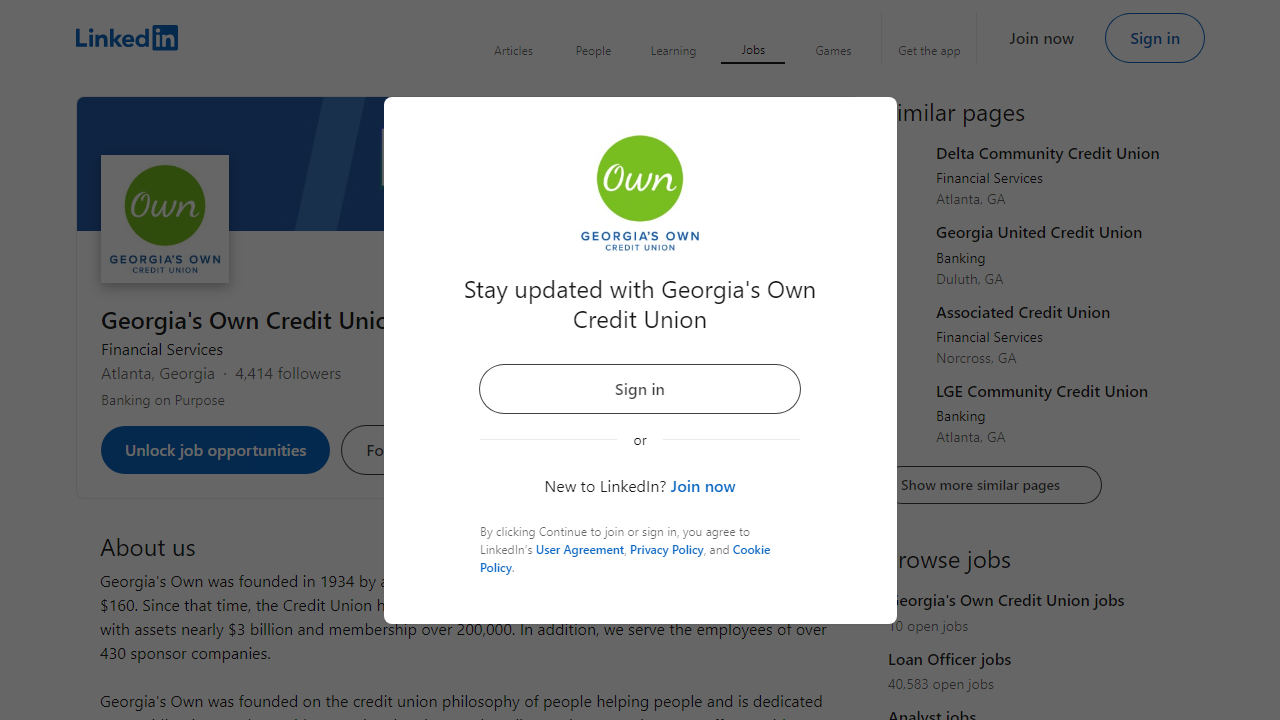 Linked in
Articles
People
Learning
Jobs
Games
Get the app
Join now
Sign in
Own
GEORGIA'S OWN
CREDIT UNION
Georgia's Own Credit
Financial Services
Atlanta, Georgia · 4,414 followers
Banking on Purpose
Unlock job opportunities
About us
Georgia's Own was founded in 1934 by
$160. Since that time, the Credit Union
with assets nearly $3 billion and membership over 200,000. In addition, we serve the employees of over
430 sponsor companies.
Georgia's Own was founded on the credit union philosophy of people helping people and is dedicated
Own
GEORGIA'S OWN
CREDIT UNION
Stay updated with Georgia's Own
Credit Union
Sign in
or
New to LinkedIn? Join now
By clicking Continue to join or sign in, you agree to
LinkedIn's User Agreement, Privacy Policy, and Cookie
Policy.
Similar pages
Delta Community Credit Union
Financial Services
Atlanta, GA
Georgia United Credit Union
Banking
Duluth, GA
Associated Credit Union
Financial Services
Norcross, GA
LGE Community Credit Union
Banking
Atlanta, GA
Show more similar pages
Browse jobs
Georgia's Own Credit Union jobs
10 open jobs
Loan Officer jobs
40,583 open jobs
Analyst jobs